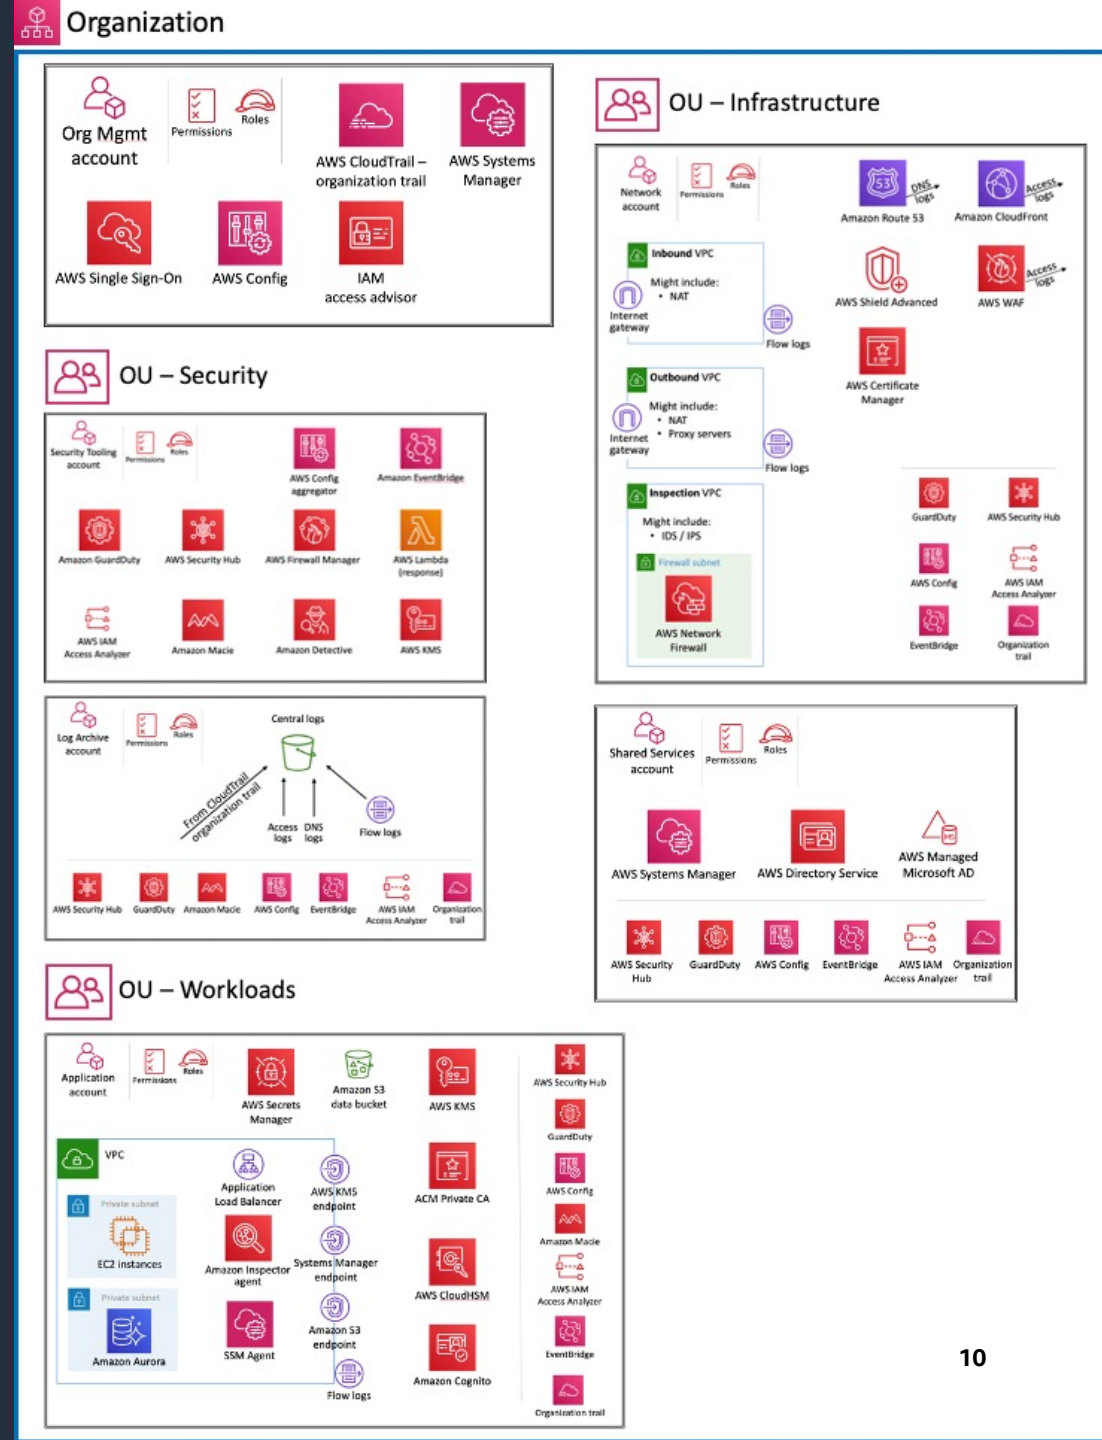 Organization
Org Mgmt
account
Permissions
Roles
AWS CloudTrail –
organization trail
AWS Systems
Manager
AWS Single Sign-On
AWS Config
IAM
access advisor
OU – Security
Security Tooling
account
Permissions
Roles
AWS Config
aggregator
Amazon EventBridge
Amazon GuardDuty
AWS Security Hub
AWS Firewall Manager
AWS Lambda
(response)
AWS IAM
Access Analyzer
Amazon Macie
Amazon Detective
AWS KMS
Log Archive
account
Permissions
Roles
Central logs
From CloudTrail
organization trail
Access
logs
DNS
logs
Flow logs
AWS Security Hub
GuardDuty
Amazon Macie
AWS Config
EventBridge
AWS IAM
Access Analyzer
Organization
trail
OU – Workloads
Application
account
Permissions
Roles
AWS Secrets
Manager
Amazon S3
data bucket
AWS KMS
VPC
Private subnet
EC2 instances
Private subnet
Amazon Aurora
Application
Load Balancer
Amazon Inspector
agent
SSM Agent
AWS KMS
endpoint
Systems Manager
endpoint
Amazon S3
endpoint
Flow logs
ACM Private CA
AWS CloudHSM
Amazon Cognito
AWS Security Hub
GuardDuty
AWS Config
Amazon Macie
AWS IAM
Access Analyzer
EventBridge
Organization trail
OU – Infrastructure
Network
account
Permissions
Roles
53
DNS
logs
Amazon Route 53
Access
logs
Amazon CloudFront
Inbound VPC
Might include:
• NAT
Internet
gateway
Flow logs
AWS Shield Advanced
Access
logs
AWS WAF
AWS Certificate
Manager
Outbound VPC
Might include:
• NAT
• Proxy servers
Internet
gateway
Flow logs
Inspection VPC
Might include:
• IDS / IPS
Firewall subnet
AWS Network
Firewall
GuardDuty
AWS Security Hub
AWS Config
AWS IAM
Access Analyzer
EventBridge
Organization
trail
Shared Services
account
Permissions
Roles
AWS Systems Manager
AWS Directory Service
MS
AWS Managed
Microsoft AD
AWS Security
Hub
GuardDuty
AWS Config
EventBridge
AWS IAM
Access Analyzer
Organization
trail
10